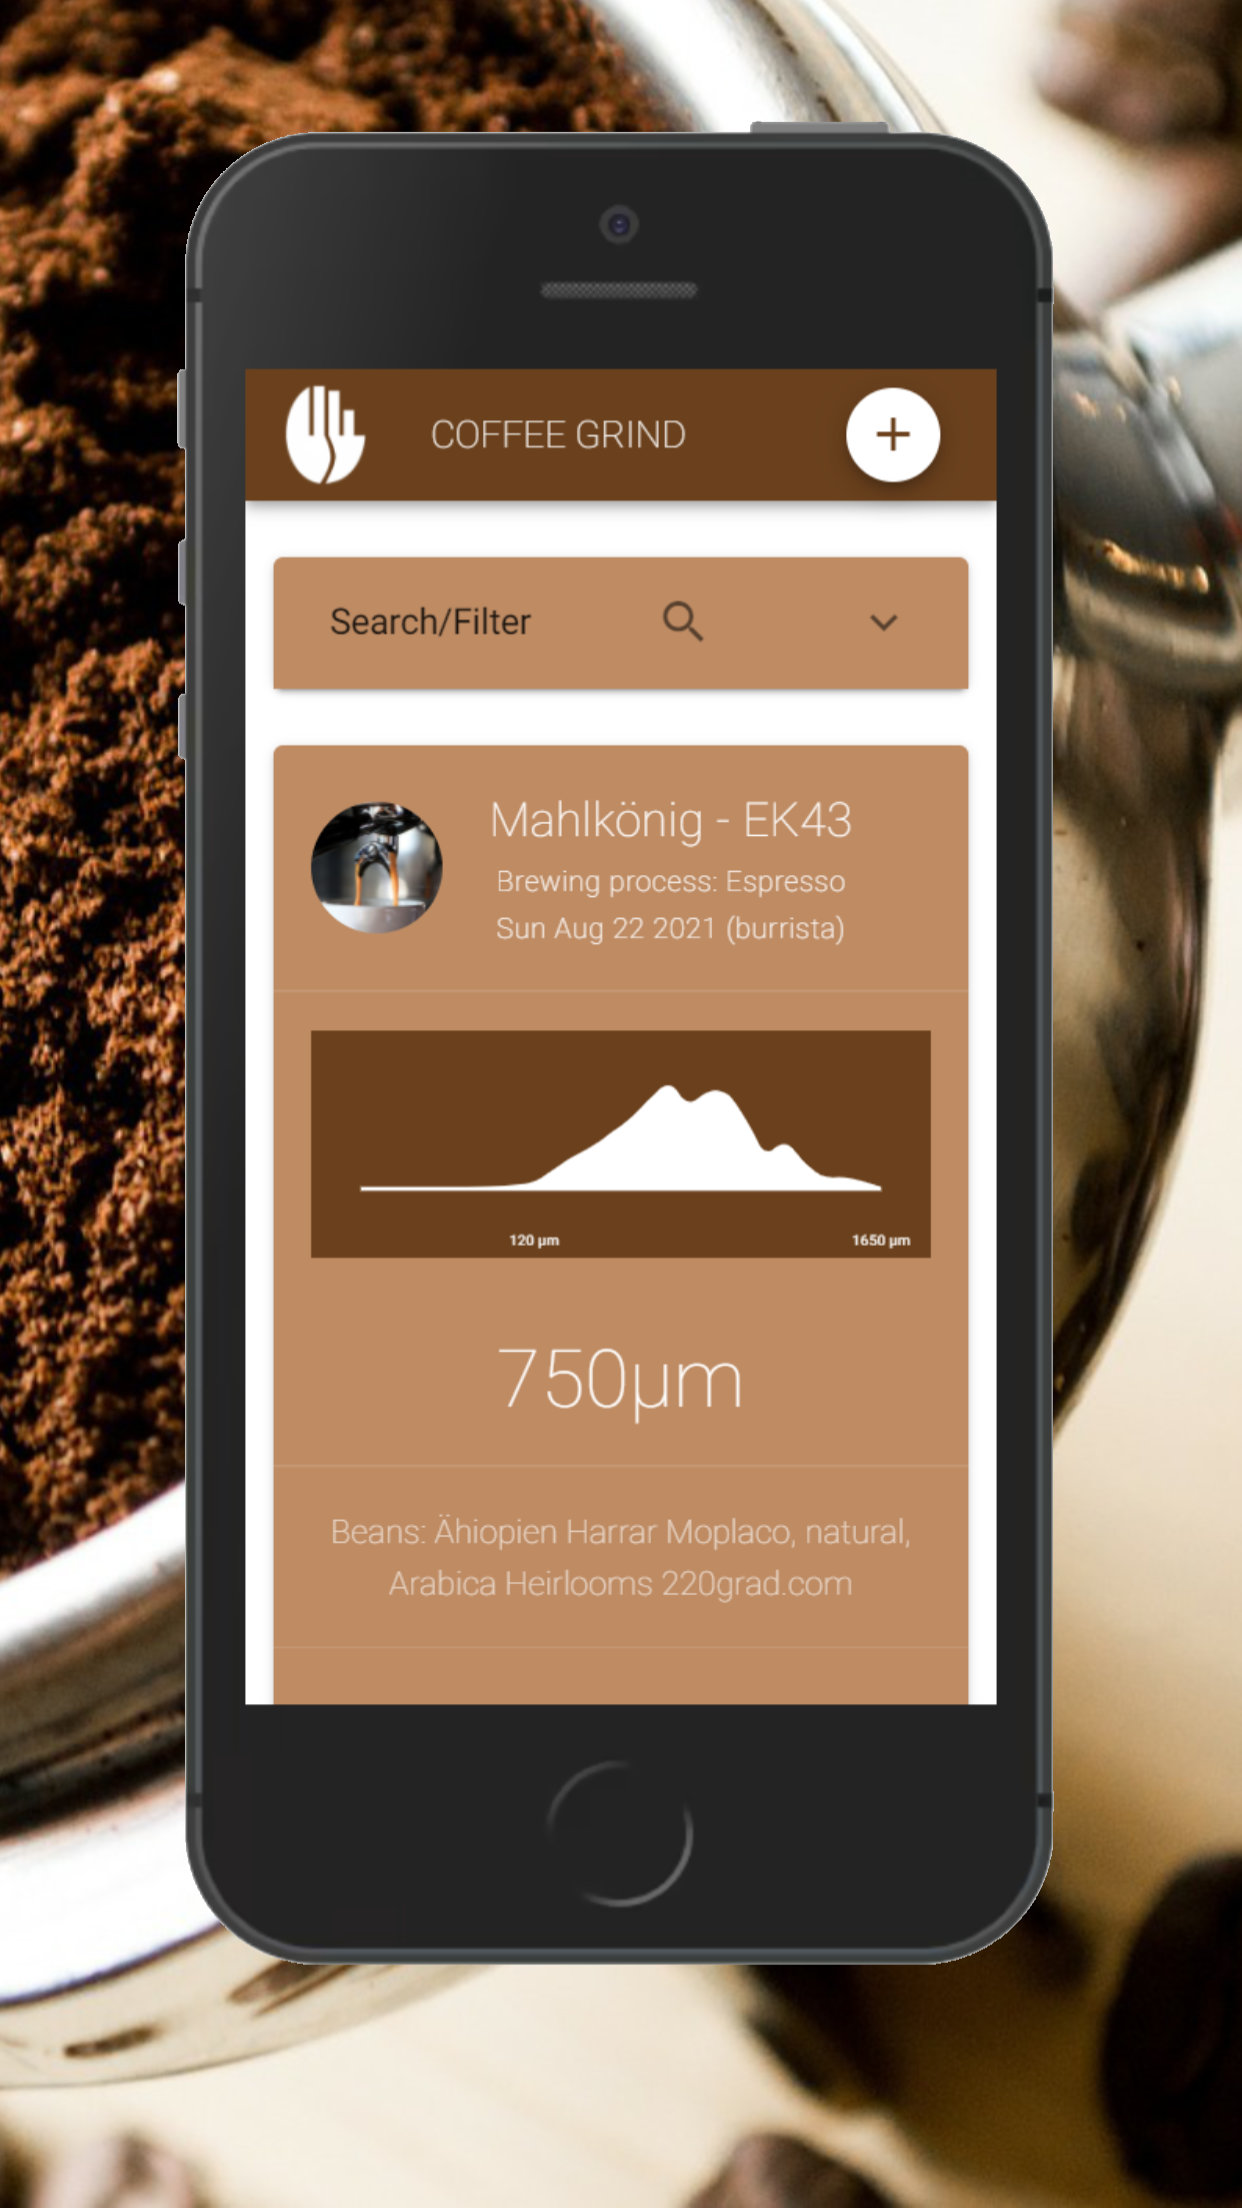 COFFEE GRIND
Search/Filter
Mahlkönig - EK43
Brewing process: Espresso
Sun Aug 22 2021 (burrista)
120 µm
1650 µm
750µm
Beans: Ähiopien Harrar Moplaco, natural,
Arabica Heirlooms 220grad.com